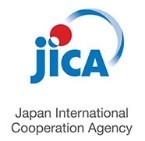 jICA
Japan International
Cooperation Agency